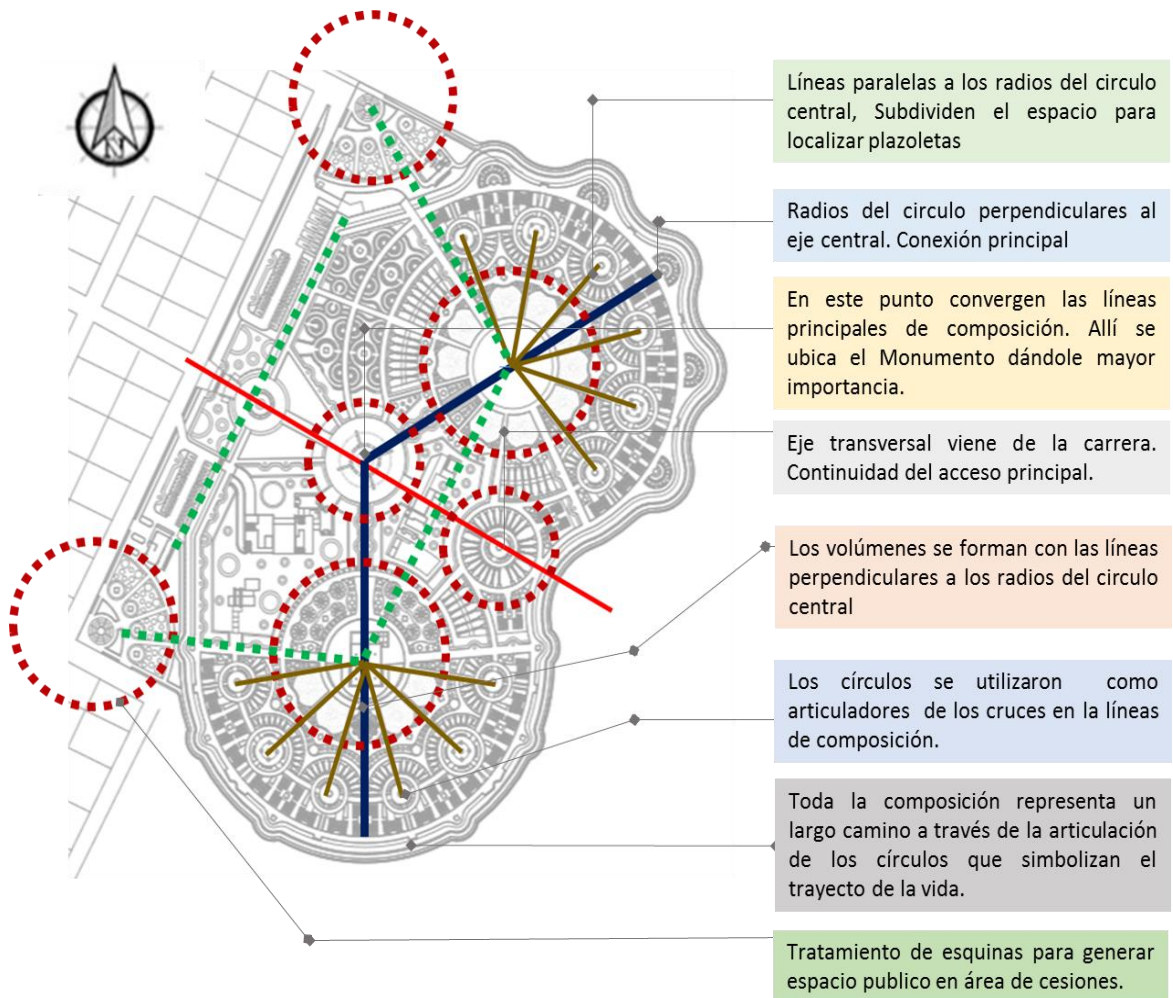 N
Líneas paralelas a los radios del circulo
central, Subdividen el espacio para
localizar plazoletas
Radios del circulo perpendiculares al
eje central. Conexión principal
En este punto convergen las líneas
principales de composición. Allí se
ubica el Monumento dándole mayor
importancia.
Eje transversal viene de la carrera.
Continuidad del acceso principal.
Los volúmenes se forman con las líneas
perpendiculares a los radios del circulo
central
Los círculos se utilizaron como
articuladores de los cruces en la líneas
de composición.
Toda la composición representa un
largo camino a través de la articulación
de los círculos que simbolizan el
trayecto de la vida.
Tratamiento de esquinas para generar
espacio publico en área de cesiones.